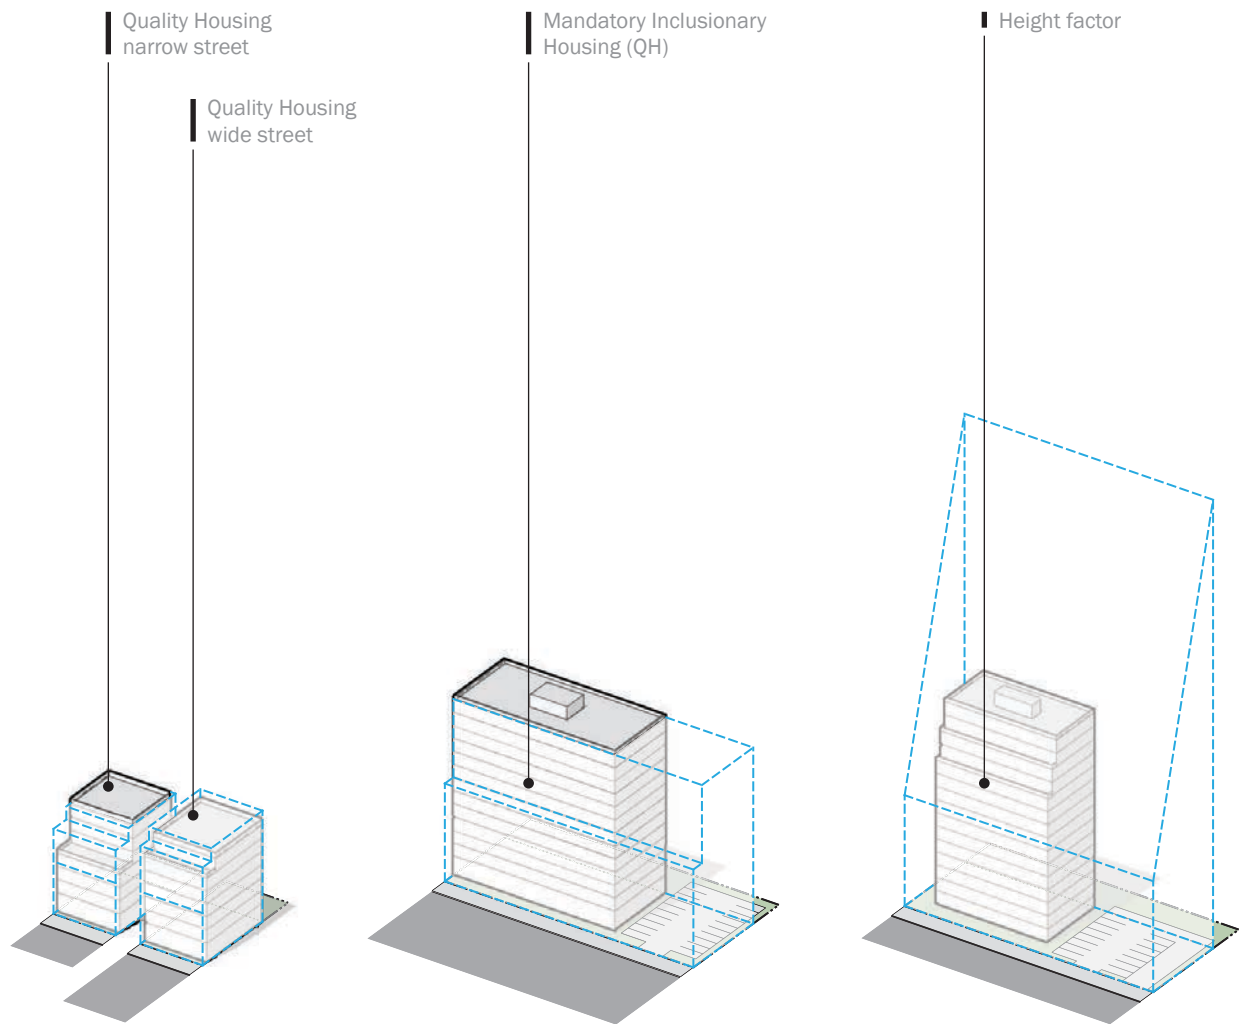 Quality Housing
narrow street
Quality Housing
wide street
Mandatory Inclusionary
Housing (QH)
Height factor